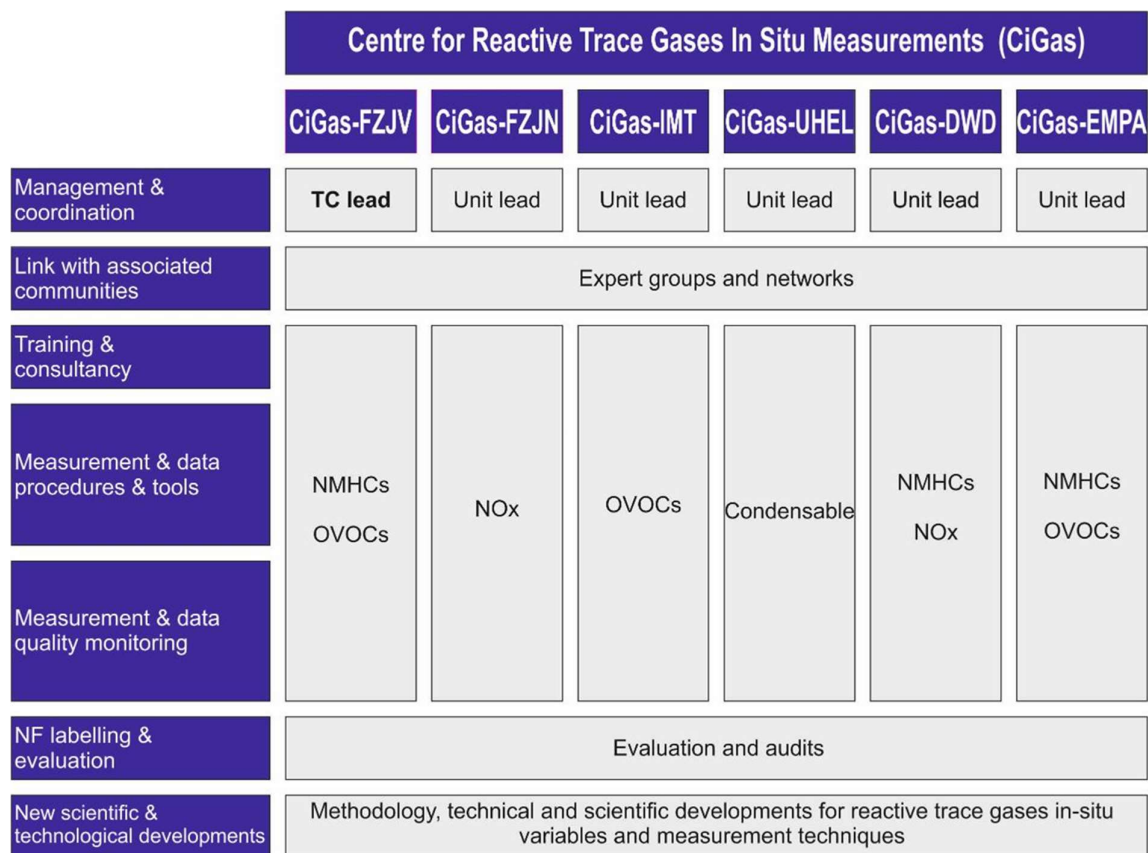 Centre for Reactive Trace Gases In Situ Measurements (CiGas)
CiGas-FZJV
CiGas-FZJN
CiGas-IMT
CiGas-UHEL
CiGas-DWD
CiGas-EMPA
Management &
coordination
TC lead
Unit lead
Unit lead
Unit lead
Unit lead
Unit lead
Link with associated
communities
Expert groups and networks
Training &
consultancy
Measurement & data
procedures & tools
Measurement & data
quality monitoring
NMHCs
OVOCs
NOx
OVOCs
Condensable
NMHCs
NOx
NMHCs
OVOCs
NF labelling &
evaluation
Evaluation and audits
New scientific &
technological developments
Methodology, technical and scientific developments for reactive trace gases in-situ
variables and measurement techniques